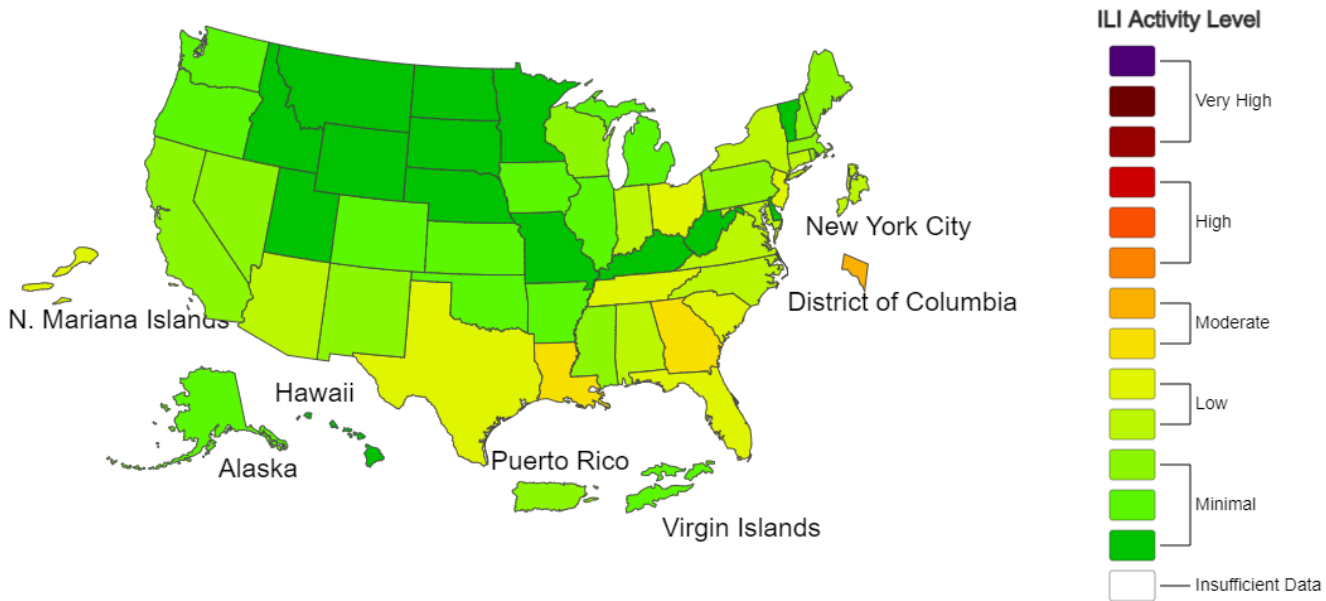 ILI Activity Level
Very High
High
Moderate
Low
Minimal
Insufficient Data
New York City
District of Columbia
N. Mariana Islands
Hawaii
Alaska
Puerto Rico
Virgin Islands